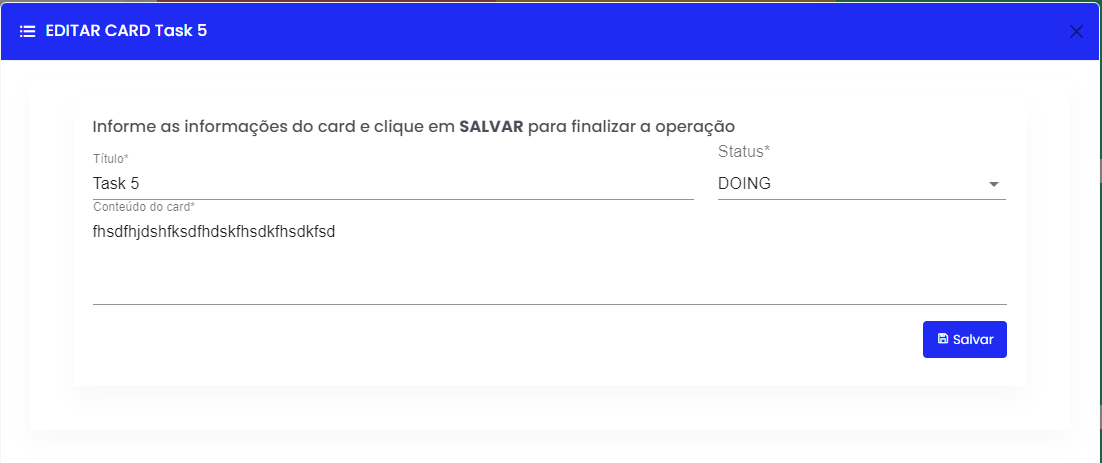 EDITAR CARD Task 5
Informe as informações do card e clique em SALVAR para finalizar a operação
Título*
Status*
Task 5
DOING
Conteúdo do card*
fhsdfhjdshfksdfhdskfhsdkfhsdkfsd
Salvar